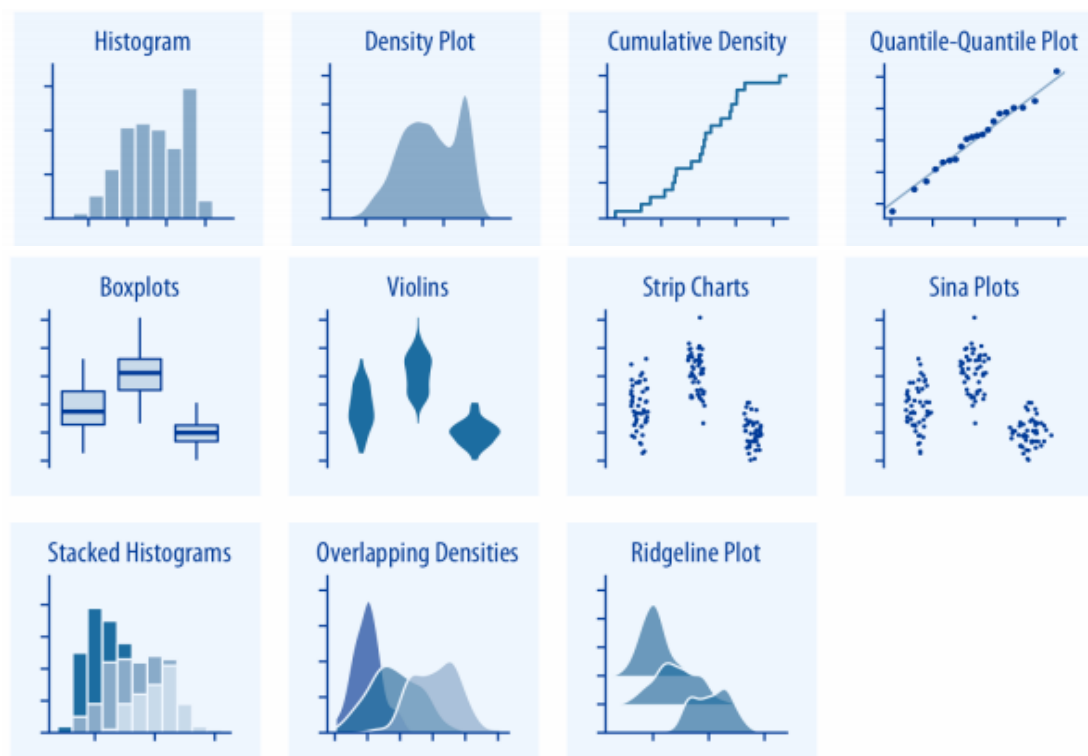 Histogram
Density Plot
Cumulative Density
Quantile-Quantile Plot
Boxplots
Violins
Strip Charts
Sina Plots
Stacked Histograms
Overlapping Densities
Ridgeline Plot